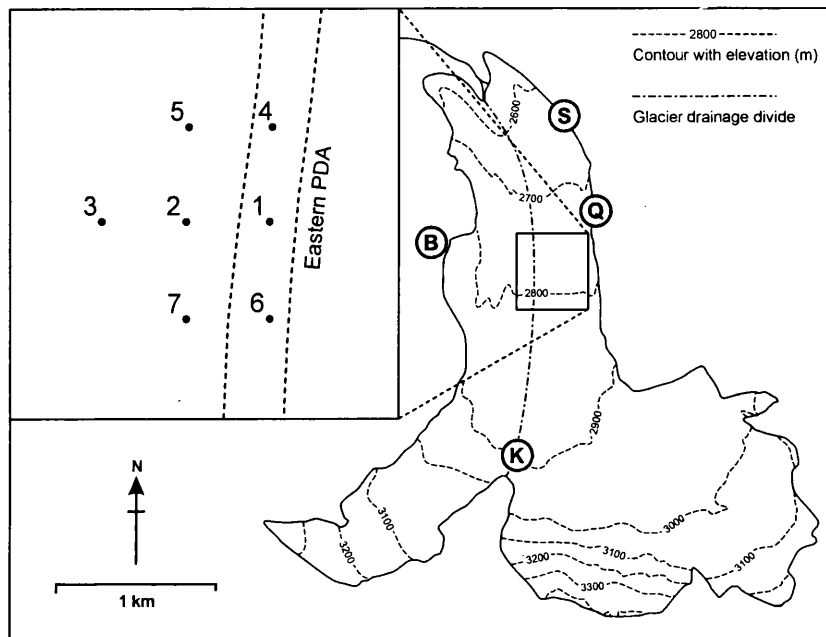 2800
Contour with elevation (m)
Glacier drainage divide
5
4
3
2
1
7
6
Eastern PDA
S
Q
B
K
2600
2700
2800
2900
3000
3100
3200
3300
3100
3100
3200
N
1 km